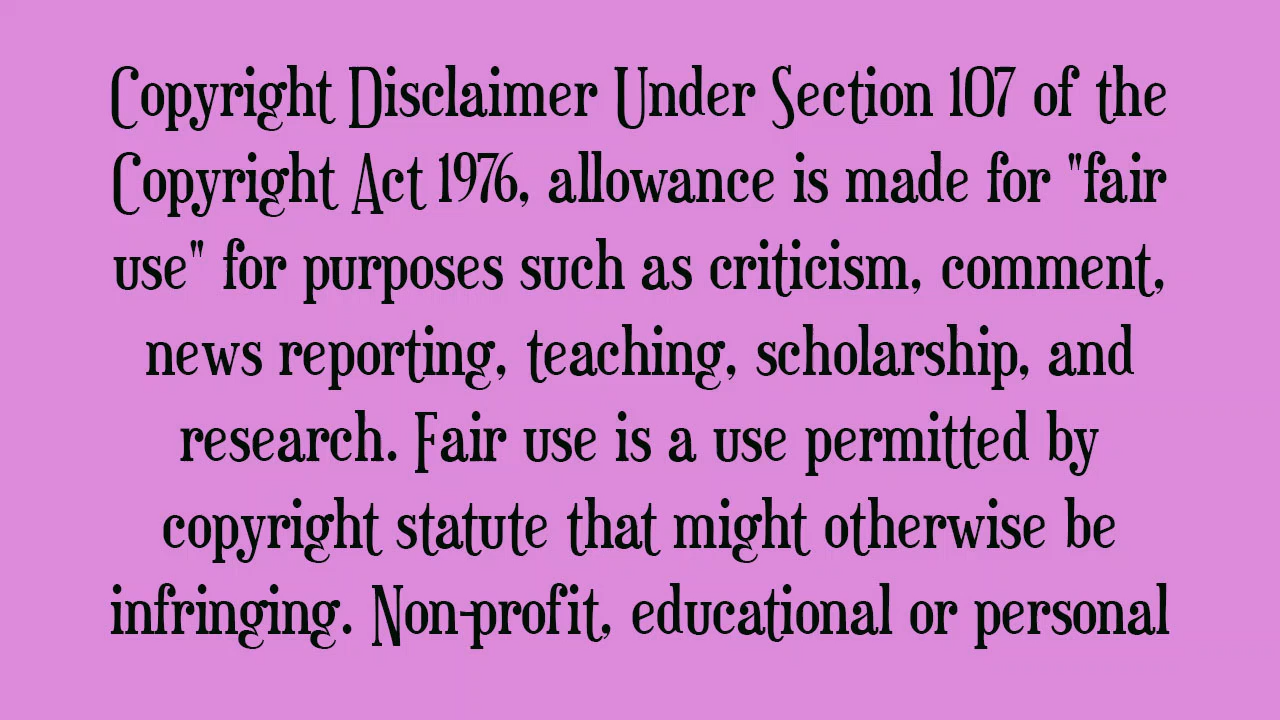 Copyright Disclaimer Under Section 107 of the
Copyright Act 1976, allowance is made for "fair
use" for purposes such as criticism, comment,
news reporting, teaching, scholarship, and
research. Fair use is a use permitted by
copyright statute that might otherwise be
infringing. Non-profit, educational or personal